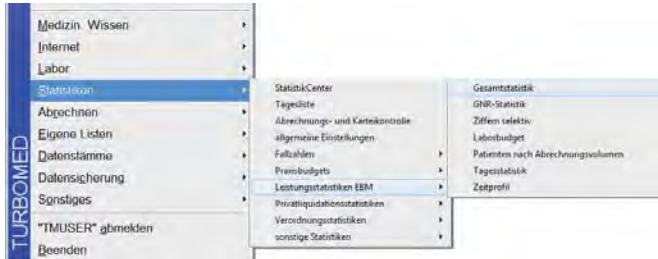 Medizin. Wissen
Internet
Labor
Statistiken
Abrechnen
Eigene Listen
Datenstämme
Datensicherung
Sonstiges
"TMUSER" abmelden
Beenden
TURBOMED
StatistikCenter
Tagesliste
Abrechnungs- und Karteikontrolle
allgemeine Einstellungen
Fallzahlen
Praxisbudgets
Leistungsstatistiken EBM
Privatliquidationsstatistiken
Verordnungsstatistiken
sonstige Statistiken
Gesamtstatistik
GNR-Statistik
Ziffern selektiv
Laborbudget
Patienten nach Abrechnungsvolumen
Tagesstatistik
Zeitprofil